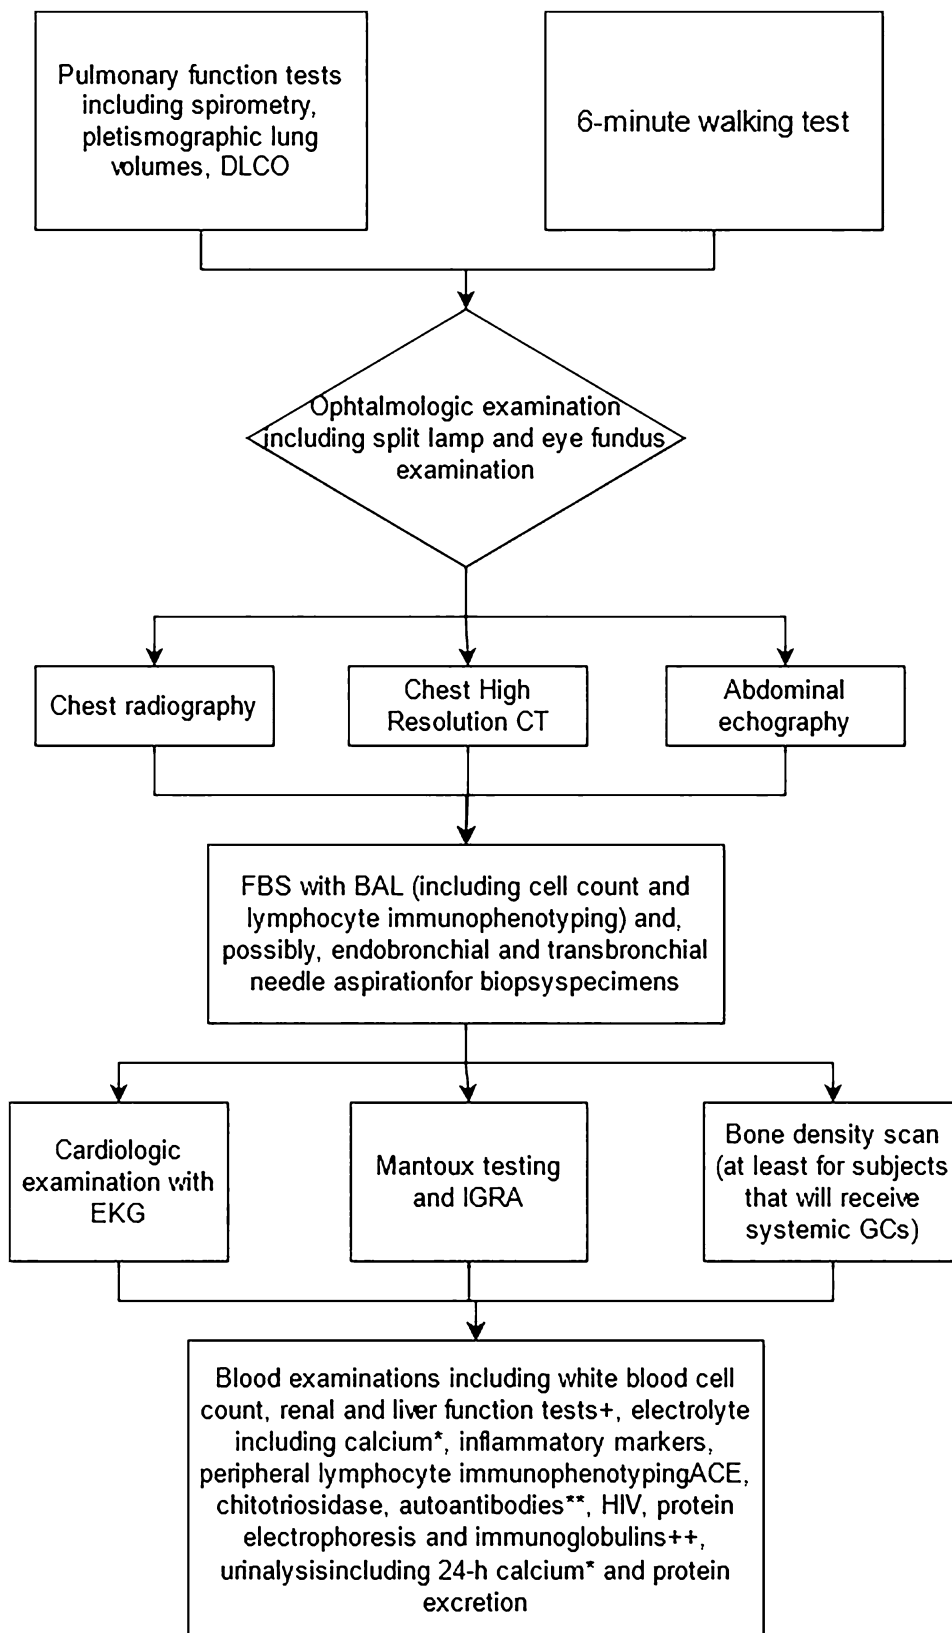 Pulmonary function tests
including spirometry,
pletismographic lung
volumes, DLCO
6-minute walking test
Ophtalmologic examination
including split lamp and eye fundus
examination
Chest radiography
Chest High
Resolution CT
Abdominal
echography
FBS with BAL (including cell count and
lymphocyte immunophenotyping) and,
possibly, endobronchial and transbronchial
needle aspirationfor biopsyspecimens
Cardiologic
examination with
EKG
Mantoux testing
and IGRA
Bone density scan
(at least for subjects
that will receive
systemic GCs)
Blood examinations including white blood cell
count, renal and liver function tests+, electrolyte
including calcium*, inflammatory markers,
peripheral lymphocyte immunophenotypingACE,
chitotriosidase, autoantibodies**, HIV, protein
electrophoresis and immunoglobulins++,
urinalysisincluding 24-h calcium* and protein
excretion